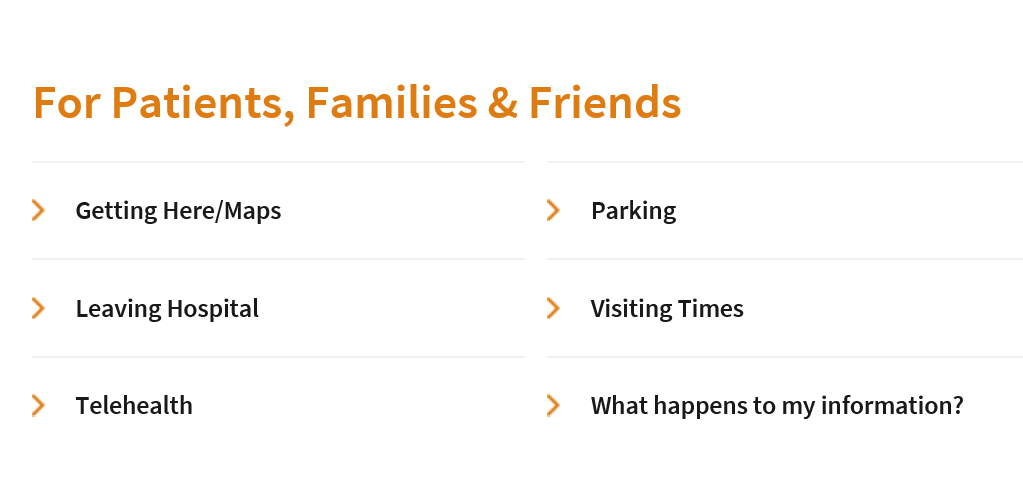 For Patients, Families & Friends
Getting Here/Maps
Parking
Leaving Hospital
Visiting Times
Telehealth
What happens to my information?